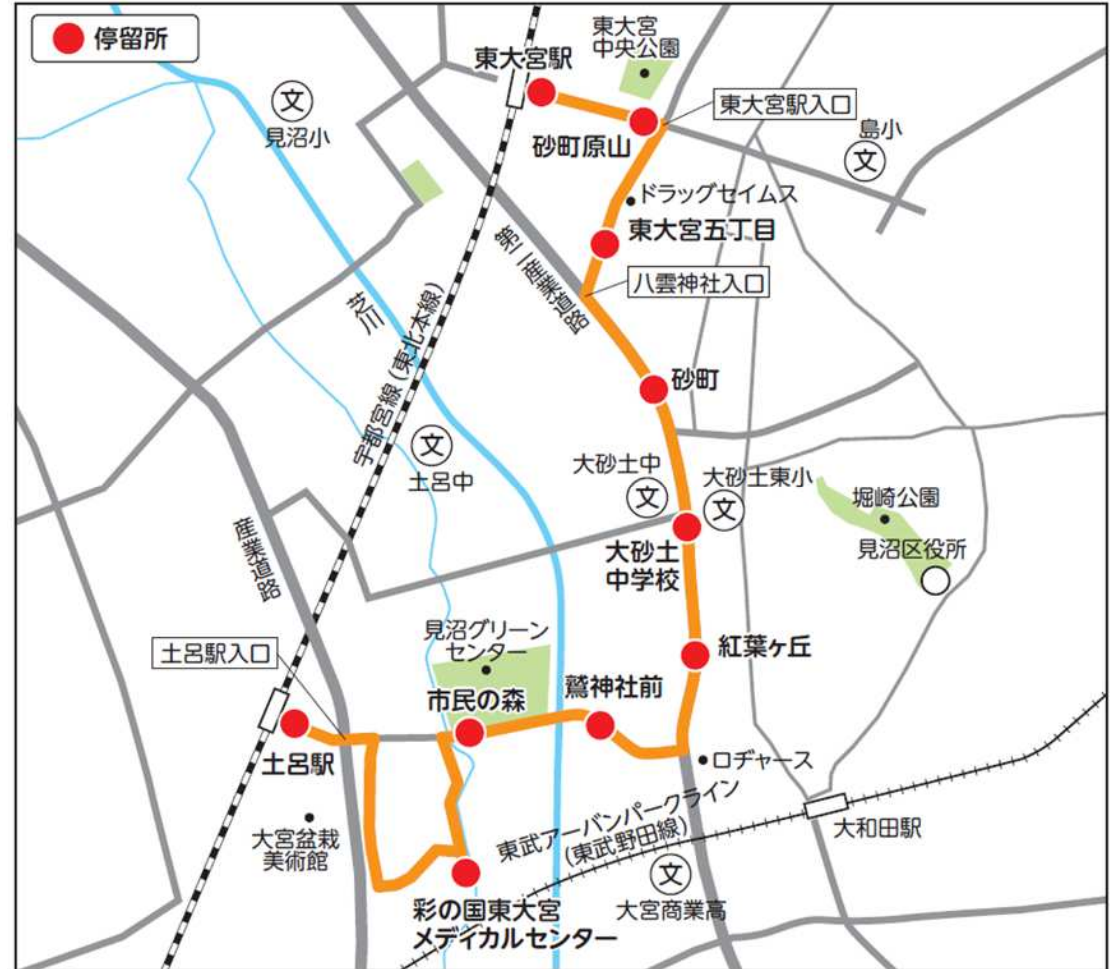 停留所
東大宮
中央公園
東大宮駅
東大宮駅入口
見沼小
砂町原山
島小
ドラッグセイムス
東大宮五丁目
第二産業道路
八雲神社入口
芝川
宇都宮線(東北本線)
砂町
大砂土中
大砂土東小
土呂中
堀崎公園
見沼区役所
産業道路
大砂土
中学校
見沼グリーン
センター
土呂駅入口
紅葉ヶ丘
市民の森
鷲神社前
土呂駅
ロヂャース
東武アーバンパークライン
(東武野田線)
大和田駅
大宮盆栽
美術館
大宮商業高
彩の国東大宮
メディカルセンター
文
文
文
文
文
文